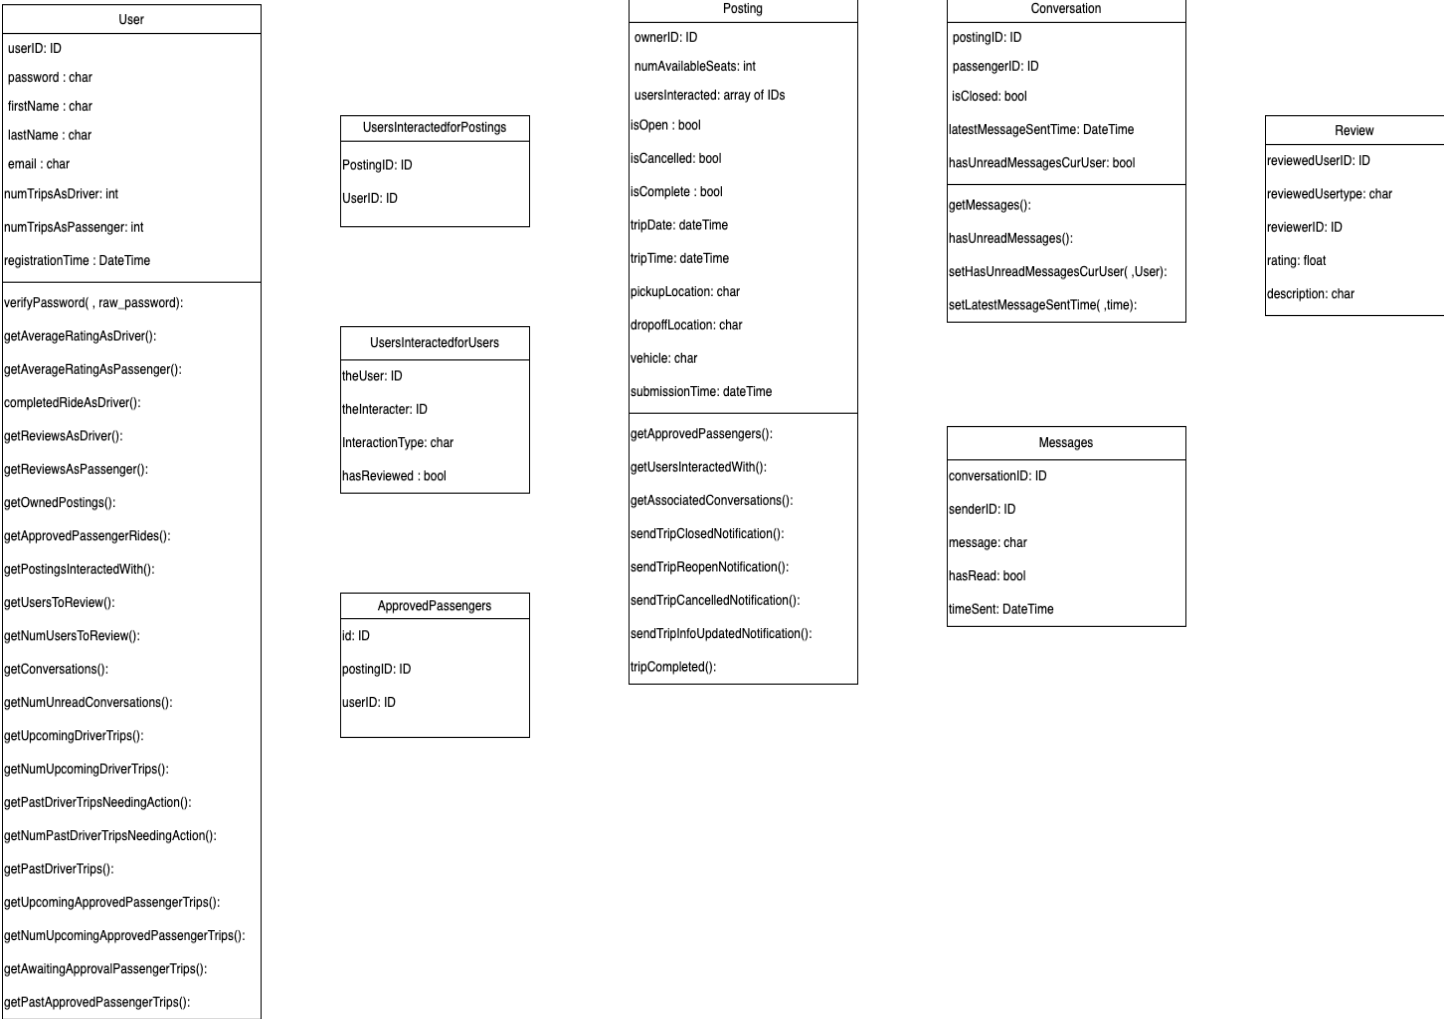 User
userID: ID
password : char
firstName : char
lastName : char
email : char
numTripsAsDriver: int
numTripsAsPassenger: int
registrationTime : DateTime
verifyPassword( , raw_password):
getAverageRatingAsDriver():
getAverageRatingAsPassenger():
completedRideAsDriver():
getReviewsAsDriver():
getReviewsAsPassenger():
getOwnedPostings():
getApprovedPassengerRides():
getPostingsInteractedWith():
getUsersToReview():
getNumUsersToReview():
getConversations():
getNumUnreadConversations():
getUpcomingDriverTrips():
getNumUpcomingDriverTrips():
getPastDriverTripsNeedingAction():
getNumPastDriverTripsNeedingAction():
getPastDriverTrips():
getUpcomingApprovedPassengerTrips():
getNumUpcomingApprovedPassengerTrips():
getAwaitingApprovalPassengerTrips():
getPastApprovedPassengerTrips():
UsersInteractedforPostings
PostingID: ID
UserID: ID
UsersInteractedforUsers
theUser: ID
theInteracter: ID
InteractionType: char
hasReviewed : bool
ApprovedPassengers
id: ID
postingID: ID
userID: ID
Posting
ownerID: ID
numAvailableSeats: int
usersInteracted: array of IDs
isOpen : bool
isCancelled: bool
isComplete : bool
tripDate: dateTime
tripTime: dateTime
pickupLocation: char
dropoffLocation: char
vehicle: char
submissionTime: dateTime
getApprovedPassengers():
getUsersInteractedWith():
getAssociatedConversations():
sendTripClosedNotification():
sendTripReopenNotification():
sendTripCancelledNotification():
sendTripInfoUpdatedNotification():
tripCompleted():
Conversation
postingID: ID
passengerID: ID
isClosed: bool
latestMessageSentTime: DateTime
hasUnreadMessagesCurUser: bool
getMessages():
hasUnreadMessages():
setHasUnreadMessagesCurUser( ,User):
setLatestMessageSentTime( ,time):
Messages
conversationID: ID
senderID: ID
message: char
hasRead: bool
timeSent: DateTime
Review
reviewedUserID: ID
reviewedUsertype: char
reviewerID: ID
rating: float
description: char